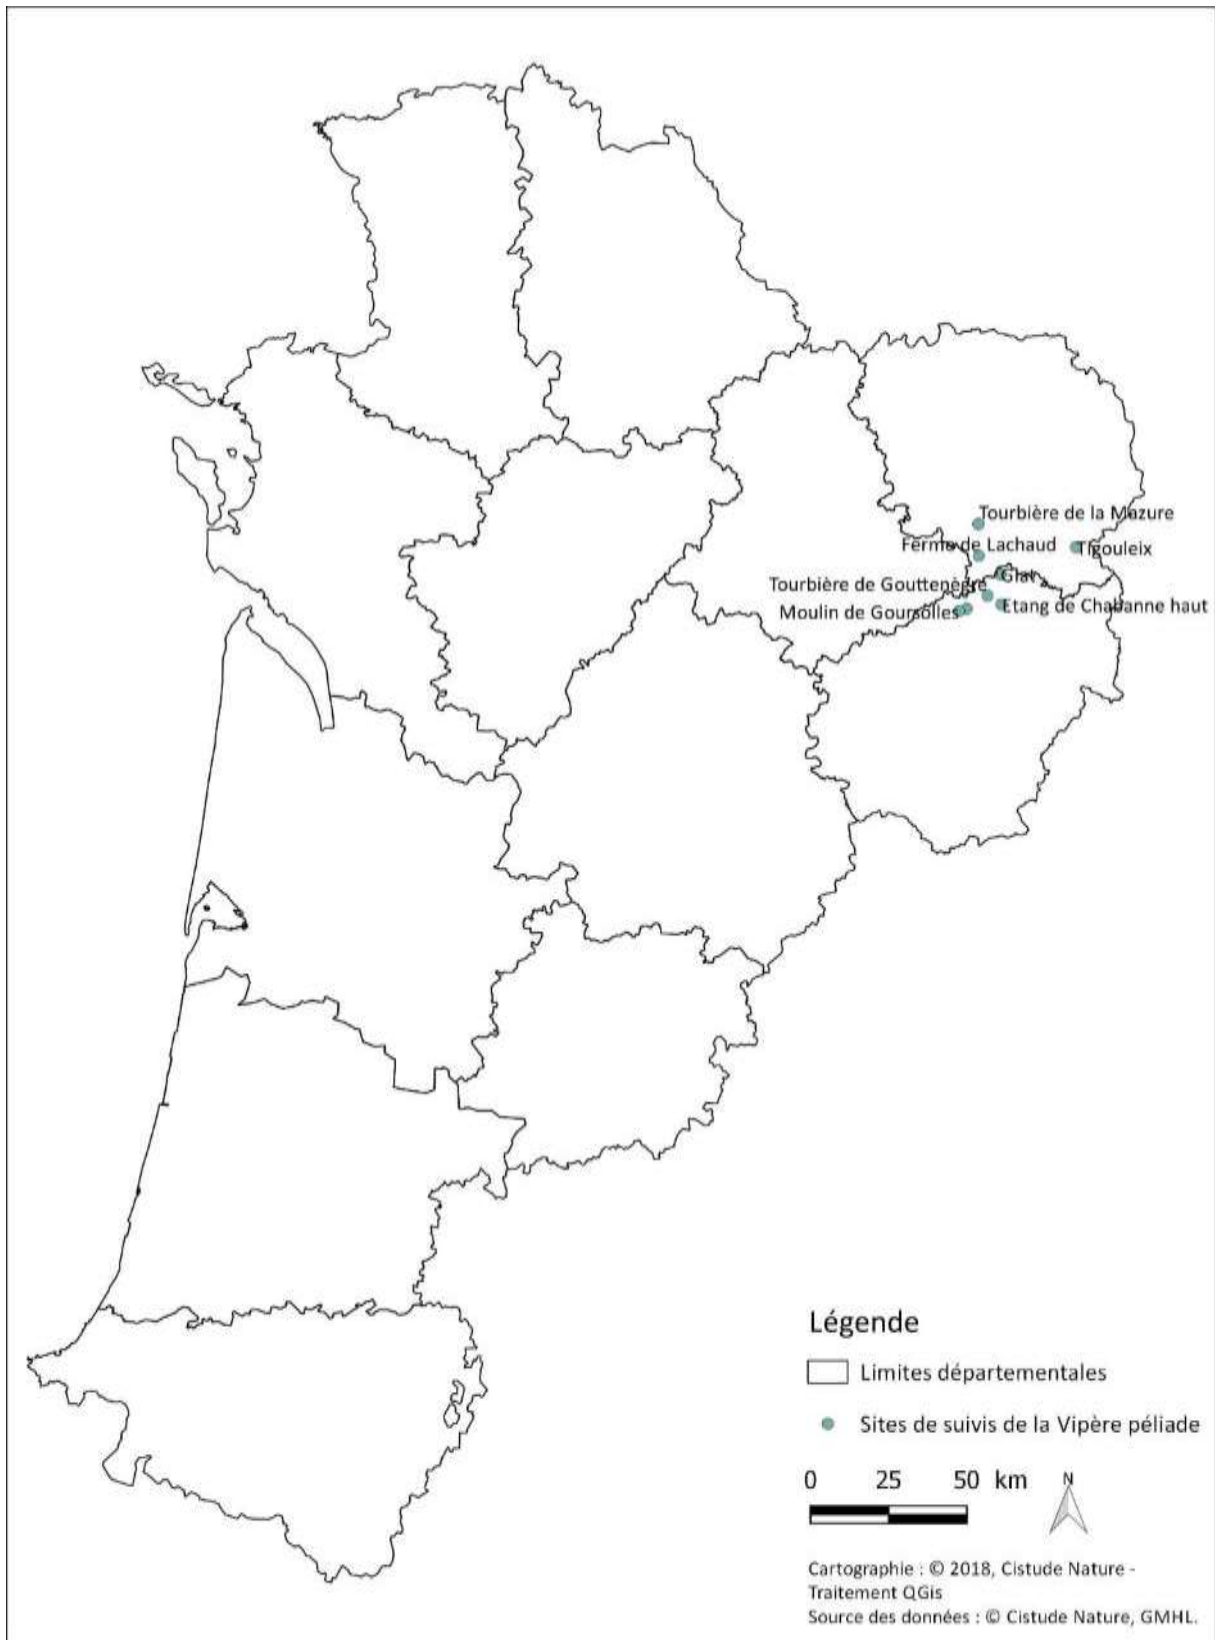 Tourbière de la Mazure
Ferme de Lachaud
Tigouleix
Giat
Tourbière de Gouttenègre
Etang de Chabanne haut
Moulin de Goursolles
Légende
Limites départementales
Sites de suivis de la Vipère péliade
0 25 50 km
N
Cartographie : © 2018, Cistude Nature -
Traitement QGis
Source des données : © Cistude Nature, GMHL.